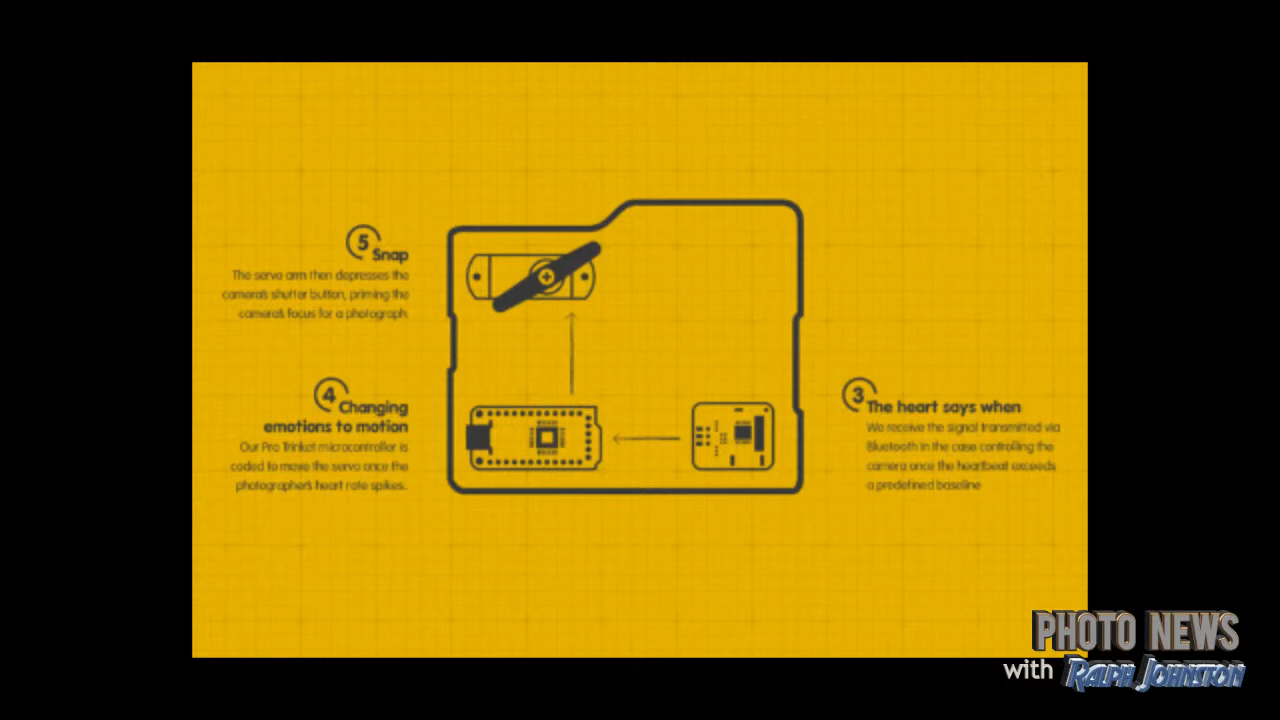 5 Snap
The servo arm then depresses the
camera's shutter button, priming the
camera's focus for a photograph.
4 Changing
emotions to motion
Our Pro Trinket microcontroller is
coded to move the servo once the
photographer's heart rate spikes.
3 The heart says when
We receive the signal transmitted via
Bluetooth in the case controlling the
camera once the heartbeat exceeds
a predefined baseline
PHOTO NEWS
with RALPH JOHNSTON